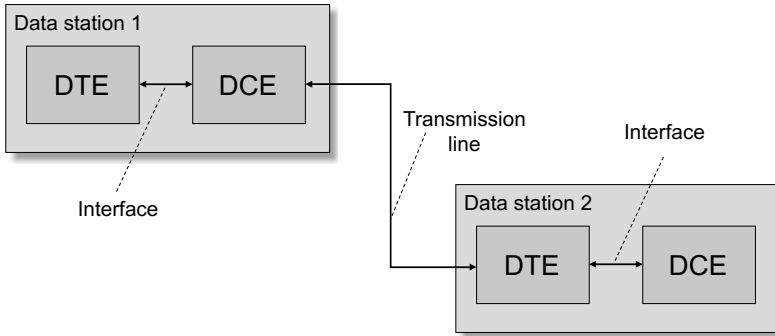 Data station 1
DTE
DCE
Transmission
line
Interface
Interface
Data station 2
DTE
DCE